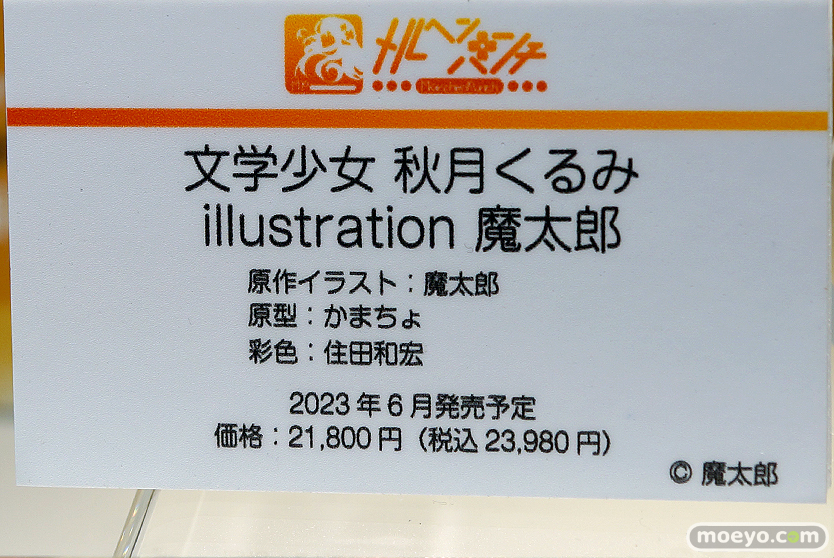 メルヘンマンチ
文学少女 秋月くるみ
illustration 魔太郎
原作イラスト：魔太郎
原型：かまちょ
彩色：住田和宏
2023年6月発売予定
価格：21,800円（税込23,980円）
© 魔太郎
moeyo.com